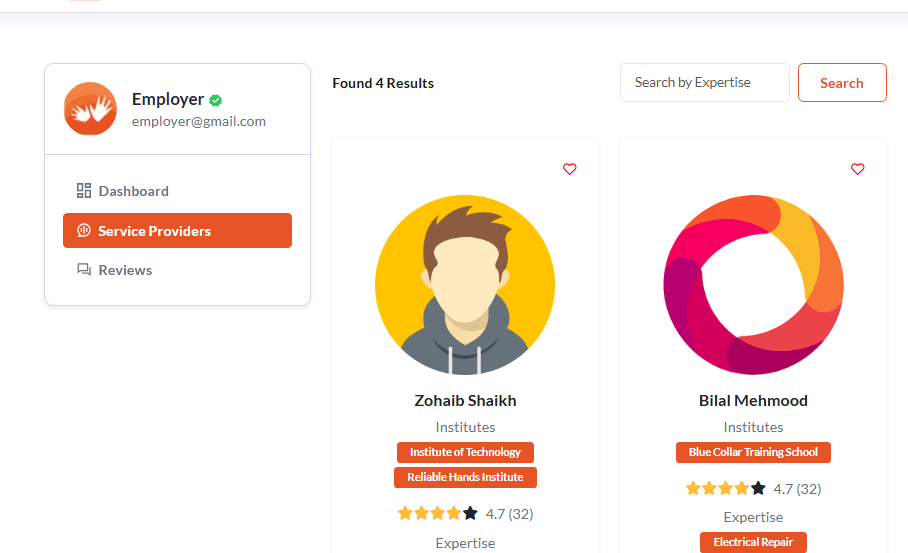 Employer
employer@gmail.com
Dashboard
Service Providers
Reviews
Found 4 Results
Search by Expertise
Search
Zohaib Shaikh
Institutes
Institute of Technology
Reliable Hands Institute
4.7 (32)
Expertise
Bilal Mehmood
Institutes
Blue Collar Training School
4.7 (32)
Expertise
Electrical Repair